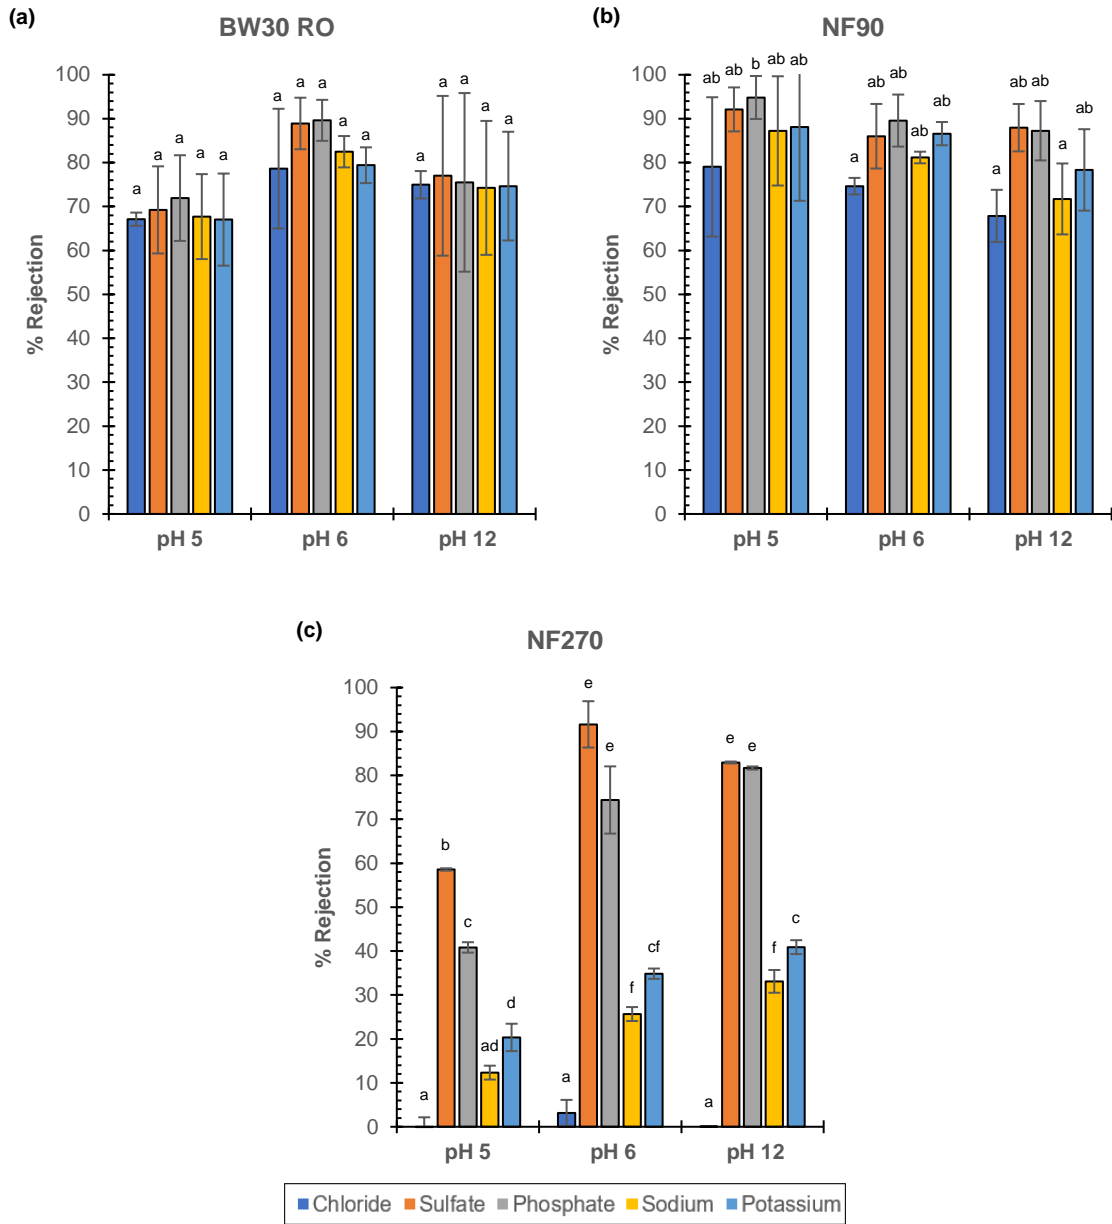 (a)
BW30 RO
% Rejection
100
90
80
70
60
50
40
30
20
10
0
a a a a a
a a a a a
a a a a a
pH 5 pH 6 pH 12
(b)
NF90
% Rejection
100
90
80
70
60
50
40
30
20
10
0
ab ab b ab ab
a ab ab ab ab
a ab ab a ab
pH 5 pH 6 pH 12
(c)
NF270
% Rejection
100
90
80
70
60
50
40
30
20
10
0
a b c ad d
a e e f cf
a e e f c
pH 5 pH 6 pH 12
Chloride Sulfate Phosphate Sodium Potassium